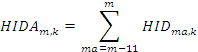 HIDA_{m,k} = \sum_{ma=m-11}^{m} HID_{ma,k}